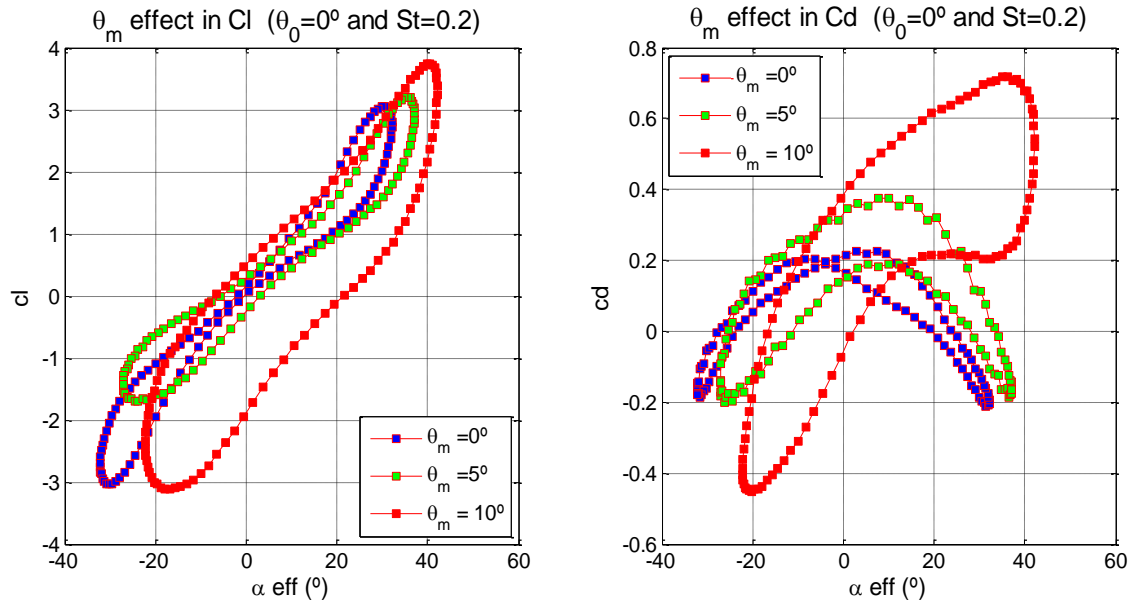 θm effect in Cl (θ0=0º and St=0.2)
4
3
2
1
0
-1
-2
-3
-4
cl
-40
-20
0
20
40
60
α eff (º)
θm =0º
θm =5º
θm = 10º
θm effect in Cd (θ0=0º and St=0.2)
0.8
0.6
0.4
0.2
0
-0.2
-0.4
-0.6
cd
-40
-20
0
20
40
60
α eff (º)
θm =0º
θm =5º
θm = 10º